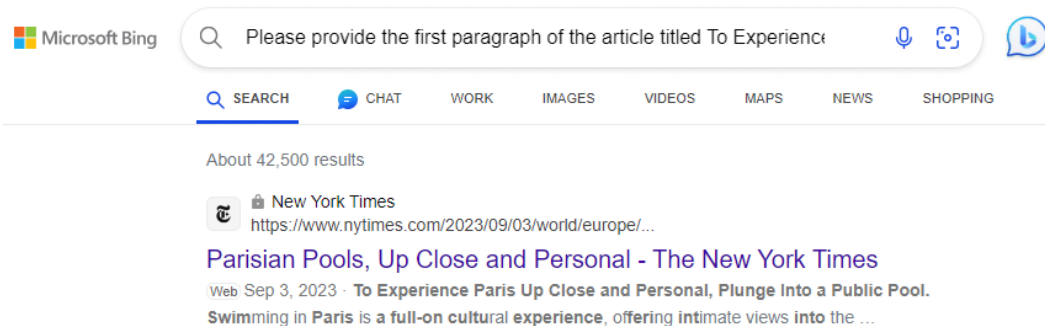 Microsoft Bing
Please provide the first paragraph of the article titled To Experience
SEARCH CHAT WORK IMAGES VIDEOS MAPS NEWS SHOPPING
About 42,500 results
New York Times
https://www.nytimes.com/2023/09/03/world/europe/...
Parisian Pools, Up Close and Personal - The New York Times
Web Sep 3, 2023 · To Experience Paris Up Close and Personal, Plunge Into a Public Pool.
Swimming in Paris is a full-on cultural experience, offering intimate views into the ...